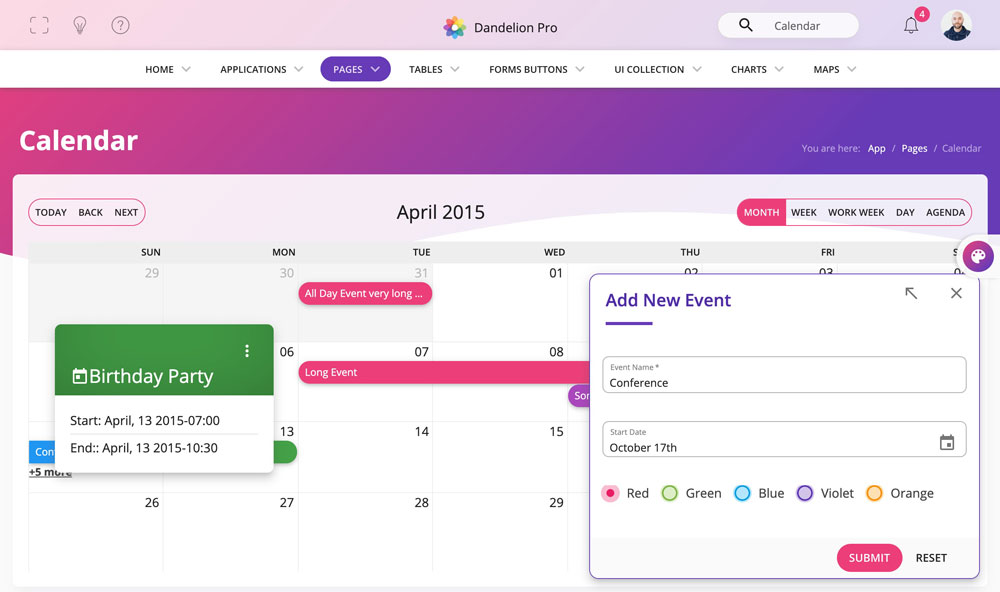 Dandelion Pro
Calendar
4
HOME APPLICATIONS PAGES TABLES FORMS BUTTONS UI COLLECTION CHARTS MAPS
Calendar
You are here: App / Pages / Calendar
TODAY BACK NEXT
April 2015
MONTH WEEK WORK WEEK DAY AGENDA
SUN MON TUE WED THU FRI
29 30 31 01 02 03
All Day Event very long ...
06 07 08
Long Event
Birthday Party
Start: April, 13 2015-07:00
End:: April, 13 2015-10:30
13 14 15
+5 more
26 27 28 29
Add New Event
Event Name *
Conference
Start Date
October 17th
Red Green Blue Violet Orange
SUBMIT RESET